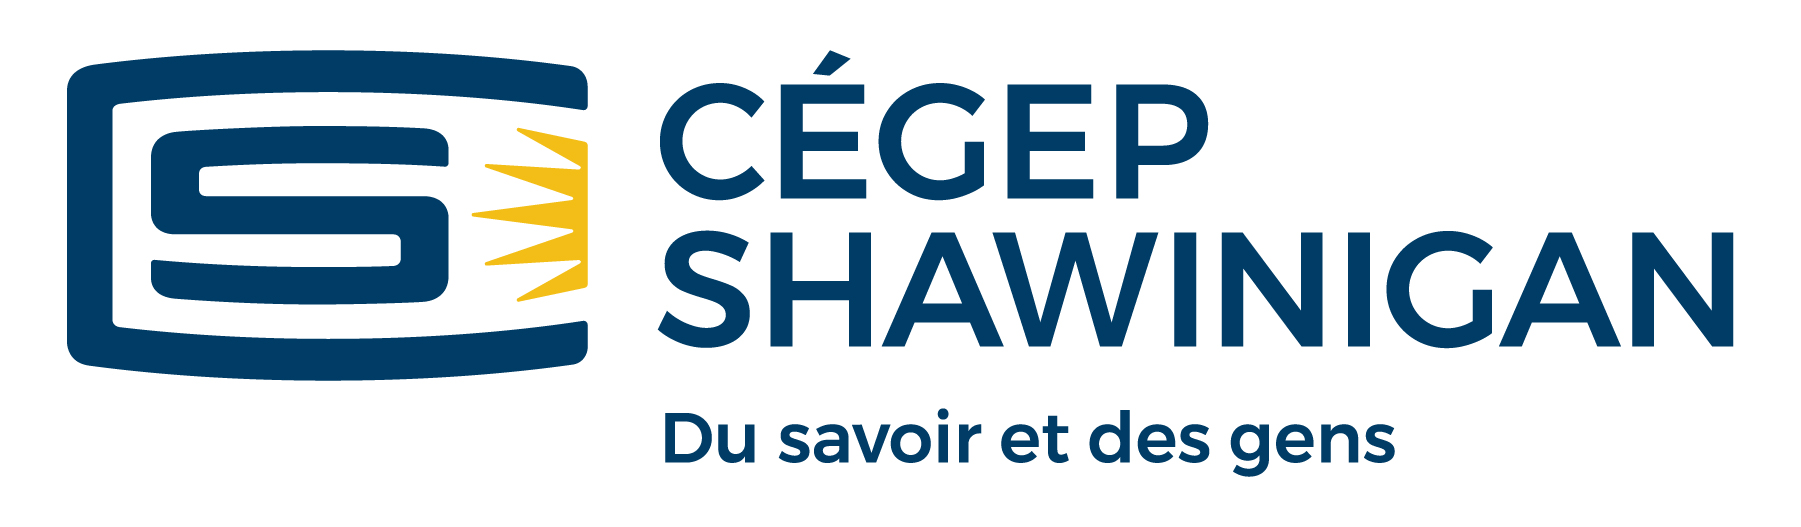 CÉGEP
SHAWINIGAN
Du savoir et des gens